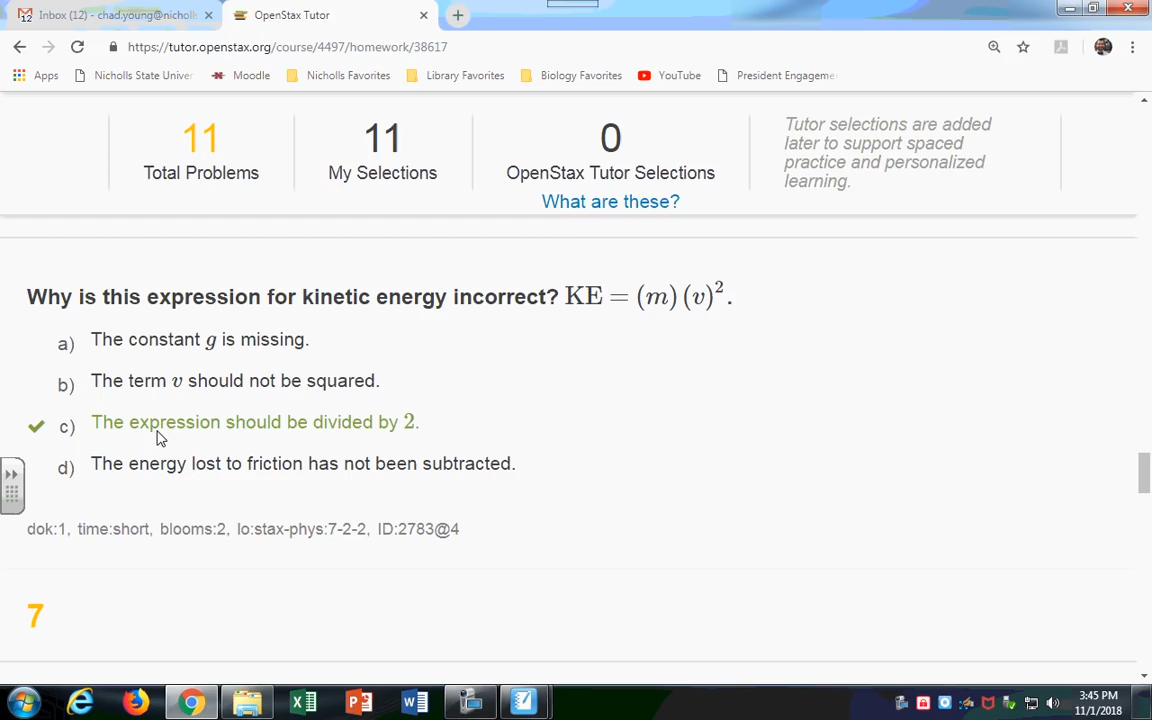 12 Inbox (12) - chad.young@nicholls
OpenStax Tutor
https://tutor.openstax.org/course/4497/homework/38617
Apps Nicholls State Univer Moodle Nicholls Favorites Library Favorites Biology Favorites YouTube President Engageme
11 11 0
Total Problems My Selections OpenStax Tutor Selections
What are these?
Tutor selections are added
later to support spaced
practice and personalized
learning.
Why is this expression for kinetic energy incorrect? KE = (m) (v)².
a) The constant g is missing.
b) The term v should not be squared.
c) The expression should be divided by 2.
d) The energy lost to friction has not been subtracted.
dok:1, time:short, blooms:2, lo:stax-phys:7-2-2, ID:2783@4
7
3:45 PM
11/1/2018